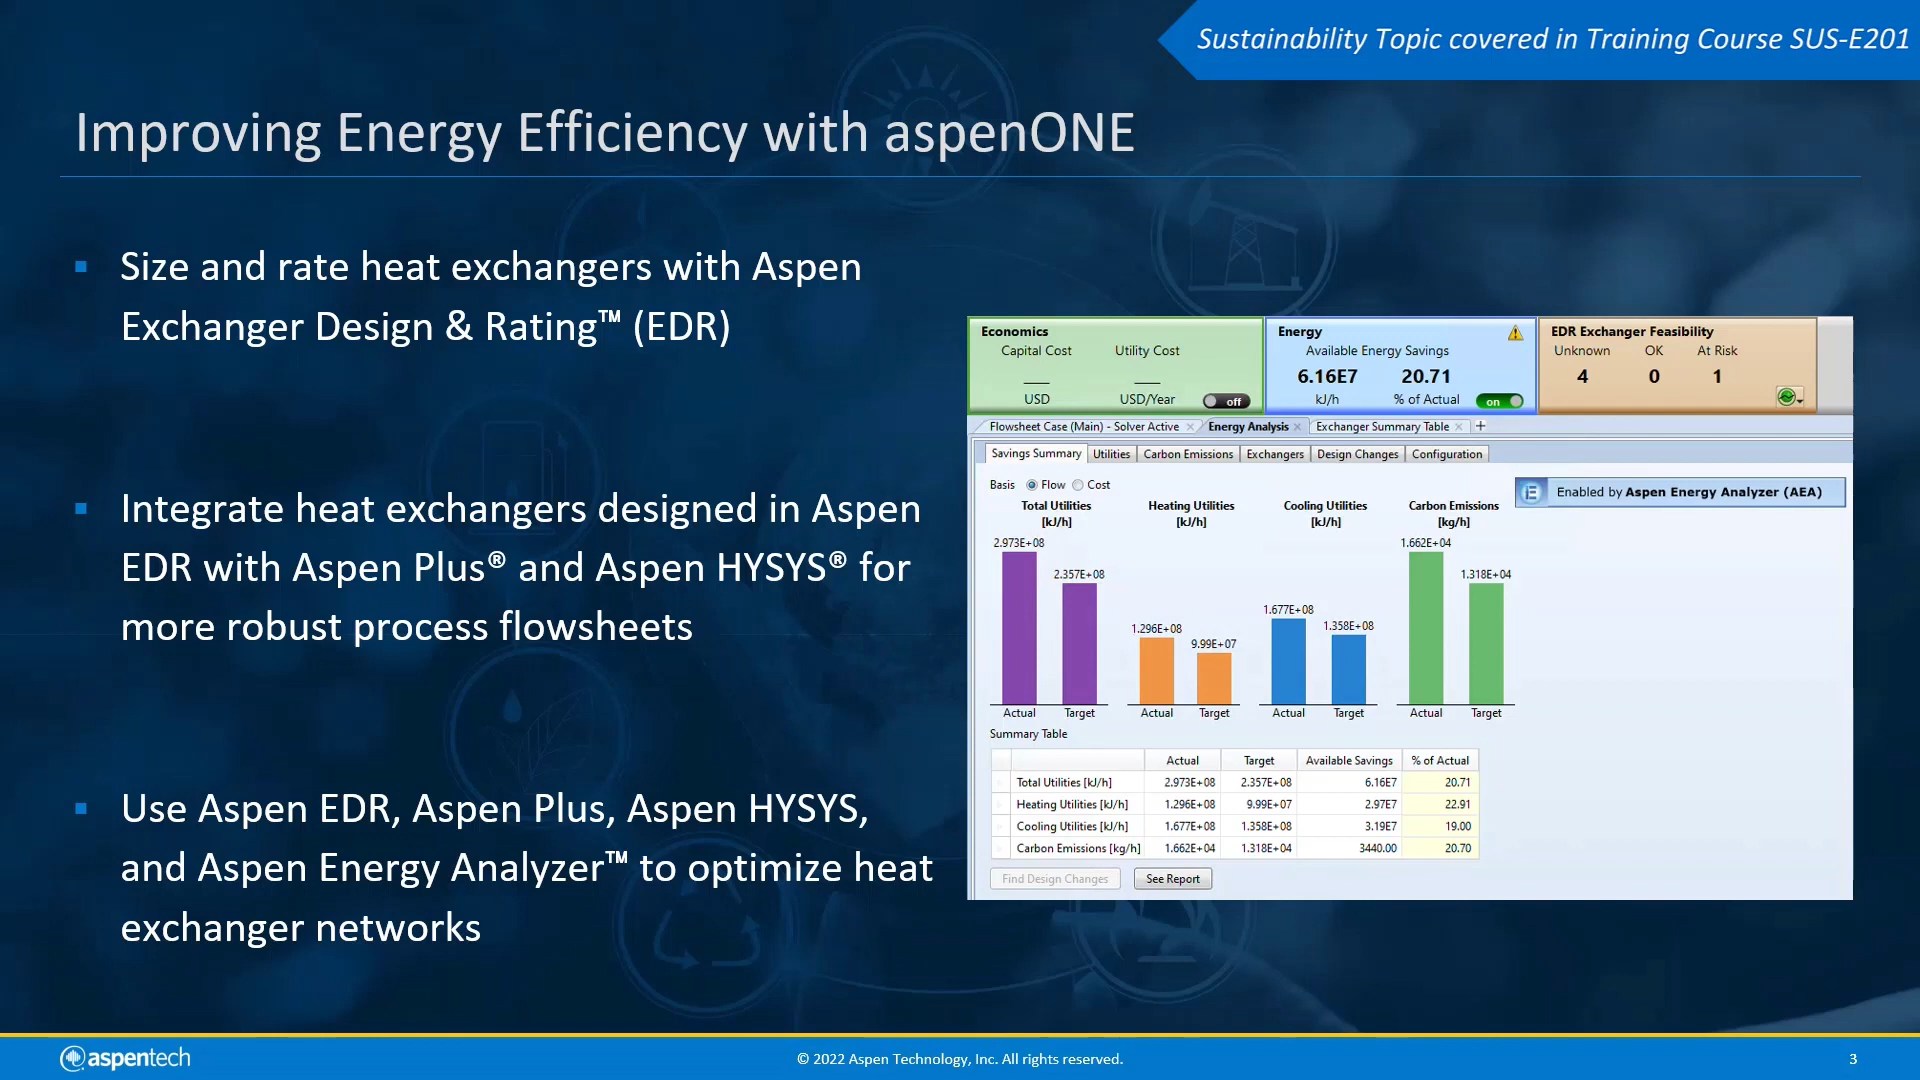 Sustainability Topic covered in Training Course SUS-E201
Improving Energy Efficiency with aspenONE
Size and rate heat exchangers with Aspen
Exchanger Design & Rating™ (EDR)
Integrate heat exchangers designed in Aspen
EDR with Aspen Plus® and Aspen HYSYS® for
more robust process flowsheets
Use Aspen EDR, Aspen Plus, Aspen HYSYS,
and Aspen Energy Analyzer™ to optimize heat
exchanger networks
Economics
Capital Cost Utility Cost
USD USD/Year off
Energy
Available Energy Savings
6.16E7 20.71
kJ/h % of Actual on
EDR Exchanger Feasibility
Unknown OK At Risk
4 0 1
Flowsheet Case (Main) - Solver Active Energy Analysis Exchanger Summary Table +
Savings Summary Utilities Carbon Emissions Exchangers Design Changes Configuration
Basis Flow Cost
Enabled by Aspen Energy Analyzer (AEA)
Total Utilities Heating Utilities Cooling Utilities Carbon Emissions
[kJ/h] [kJ/h] [kJ/h] [kg/h]
2.973E+08 2.357E+08 1.296E+08 9.99E+07 1.677E+08 1.358E+08 1.662E+04 1.318E+04
Actual Target Actual Target Actual Target Actual Target
Summary Table
Actual Target Available Savings % of Actual
Total Utilities [kJ/h] 2.973E+08 2.357E+08 6.16E7 20.71
Heating Utilities [kJ/h] 1.296E+08 9.99E+07 2.97E7 22.91
Cooling Utilities [kJ/h] 1.677E+08 1.358E+08 3.19E7 19.00
Carbon Emissions [kg/h] 1.662E+04 1.318E+04 3440.00 20.70
Find Design Changes See Report
aspentech
© 2022 Aspen Technology, Inc. All rights reserved.
3